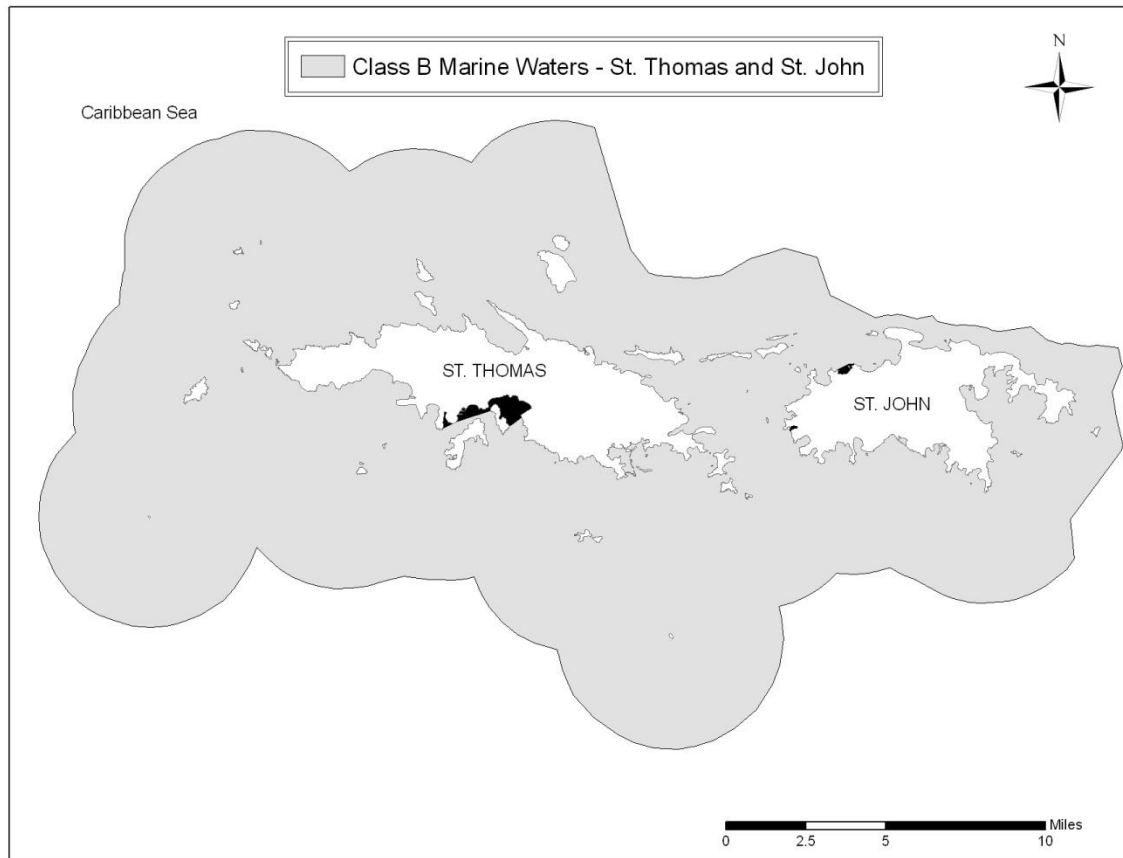 Class B Marine Waters - St. Thomas and St. John
N
Caribbean Sea
ST. THOMAS
ST. JOHN
Miles
0 2.5 5 10